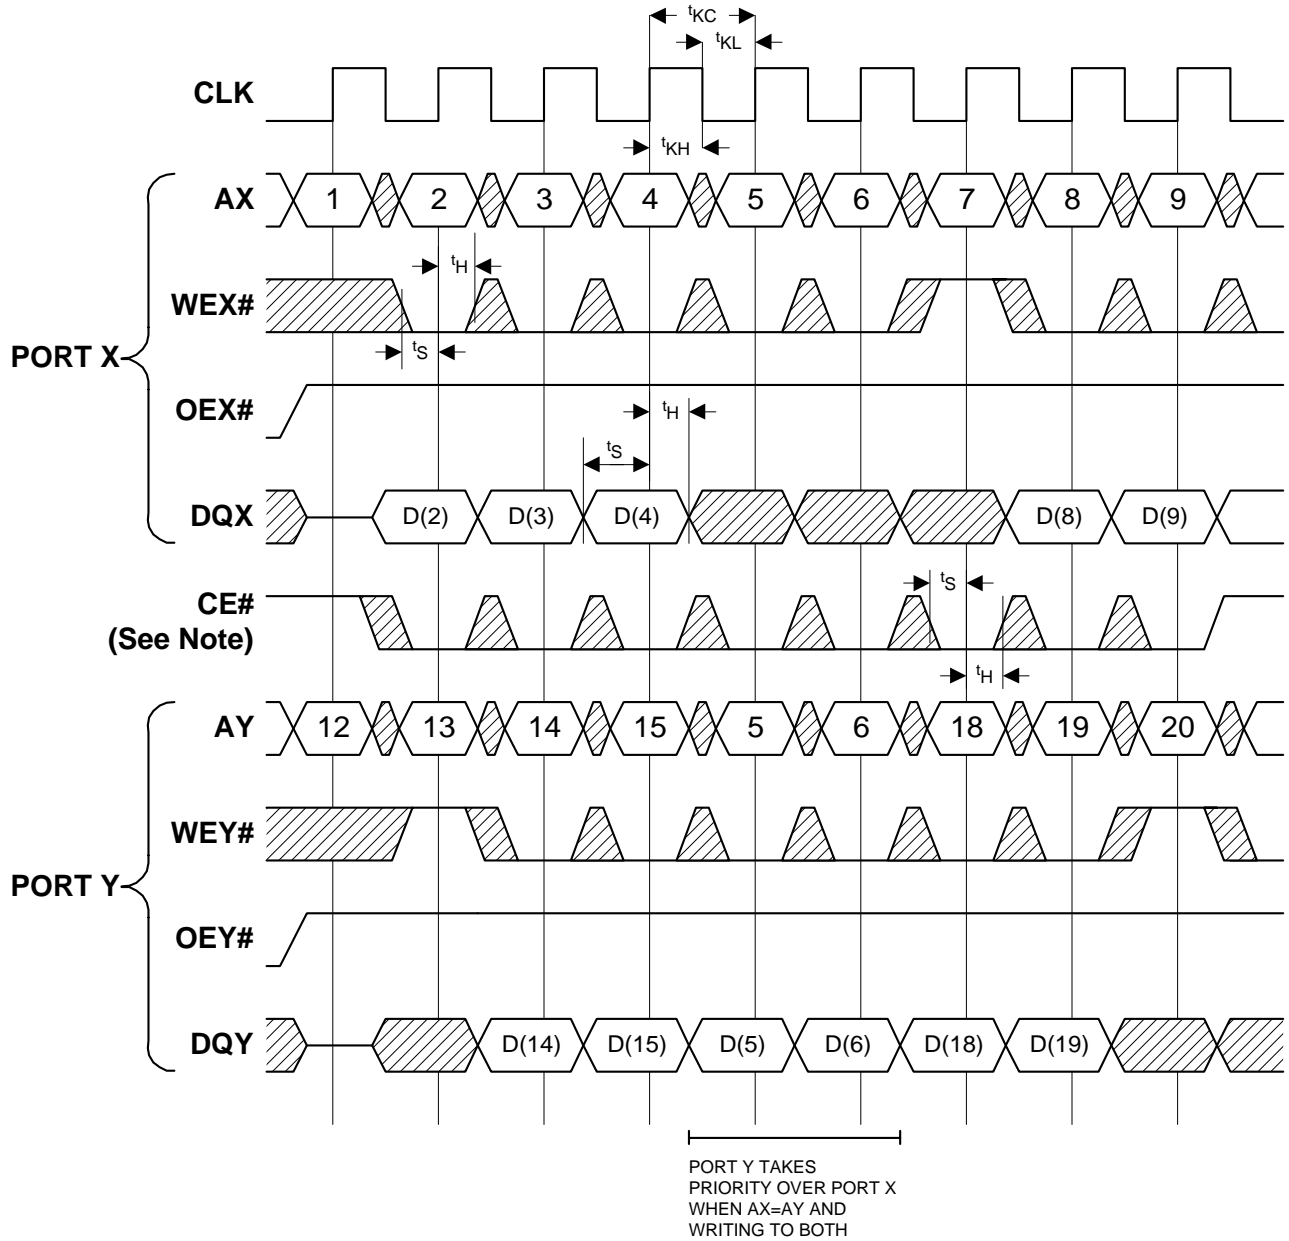 tKC
tKL
CLK
tKH
AX 1 2 3 4 5 6 7 8 9
tH
WEX#
tS
PORT X
OEX#
tH
tS
DQX D(2) D(3) D(4) D(8) D(9)
tS
CE#
(See Note)
tH
AY 12 13 14 15 5 6 18 19 20
WEY#
PORT Y
OEY#
DQY D(14) D(15) D(5) D(6) D(18) D(19)
PORT Y TAKES
PRIORITY OVER PORT X
WHEN AX=AY AND
WRITING TO BOTH